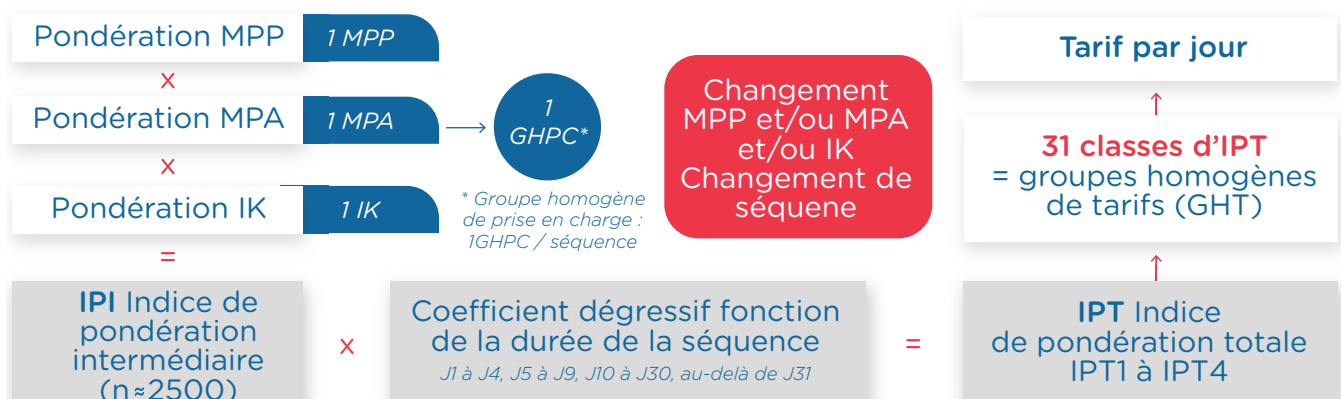 Pondération MPP
1 MPP
x
Pondération MPA
1 MPA
x
Pondération IK
1 IK
=
IPI Indice de
pondération
intermédiaire
(n≈2500)
1
GHPC*
* Groupe homogène
de prise en charge :
1GHPC / séquence
Changement
MPP et/ou MPA
et/ou IK
Changement de
séquene
x
Coefficient dégressif fonction
de la durée de la séquence
J1 à J4, J5 à J9, J10 à J30, au-delà de J31
=
Tarif par jour
31 classes d’IPT
= groupes homogènes
de tarifs (GHT)
IPT Indice
de pondération totale
IPT1 à IPT4